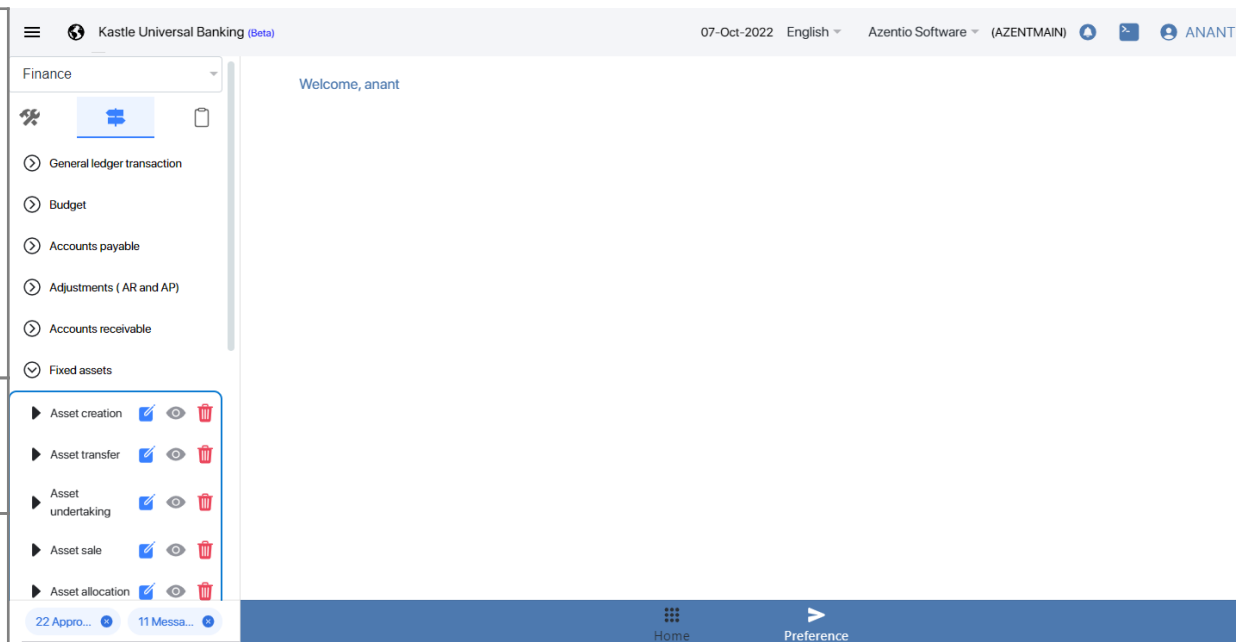 Kastle Universal Banking (Beta)
07-Oct-2022 English Azentio Software (AZENTMAIN) ANANT
Finance
Welcome, anant
General ledger transaction
Budget
Accounts payable
Adjustments ( AR and AP)
Accounts receivable
Fixed assets
Asset creation
Asset transfer
Asset
undertaking
Asset sale
Asset allocation
22 Appro... 11 Messa...
Home Preference